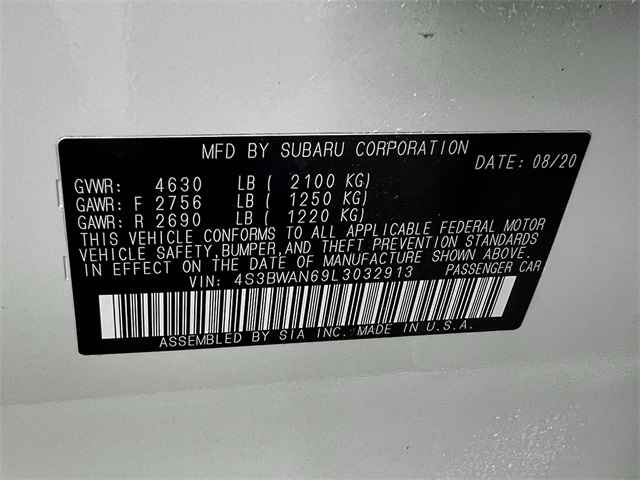 MFD BY SUBARU CORPORATION
DATE: 08/20
GVWR: 4630 LB ( 2100 KG)
GAWR: F 2756 LB ( 1250 KG)
GAWR: R 2690 LB ( 1220 KG)
THIS VEHICLE CONFORMS TO ALL APPLICABLE FEDERAL MOTOR
VEHICLE SAFETY, BUMPER, AND THEFT PREVENTION STANDARDS
IN EFFECT ON THE DATE OF MANUFACTURE SHOWN ABOVE.
VIN: 4S3BWAN69L3032913 PASSENGER CAR
ASSEMBLED BY SIA INC. MADE IN U.S.A.